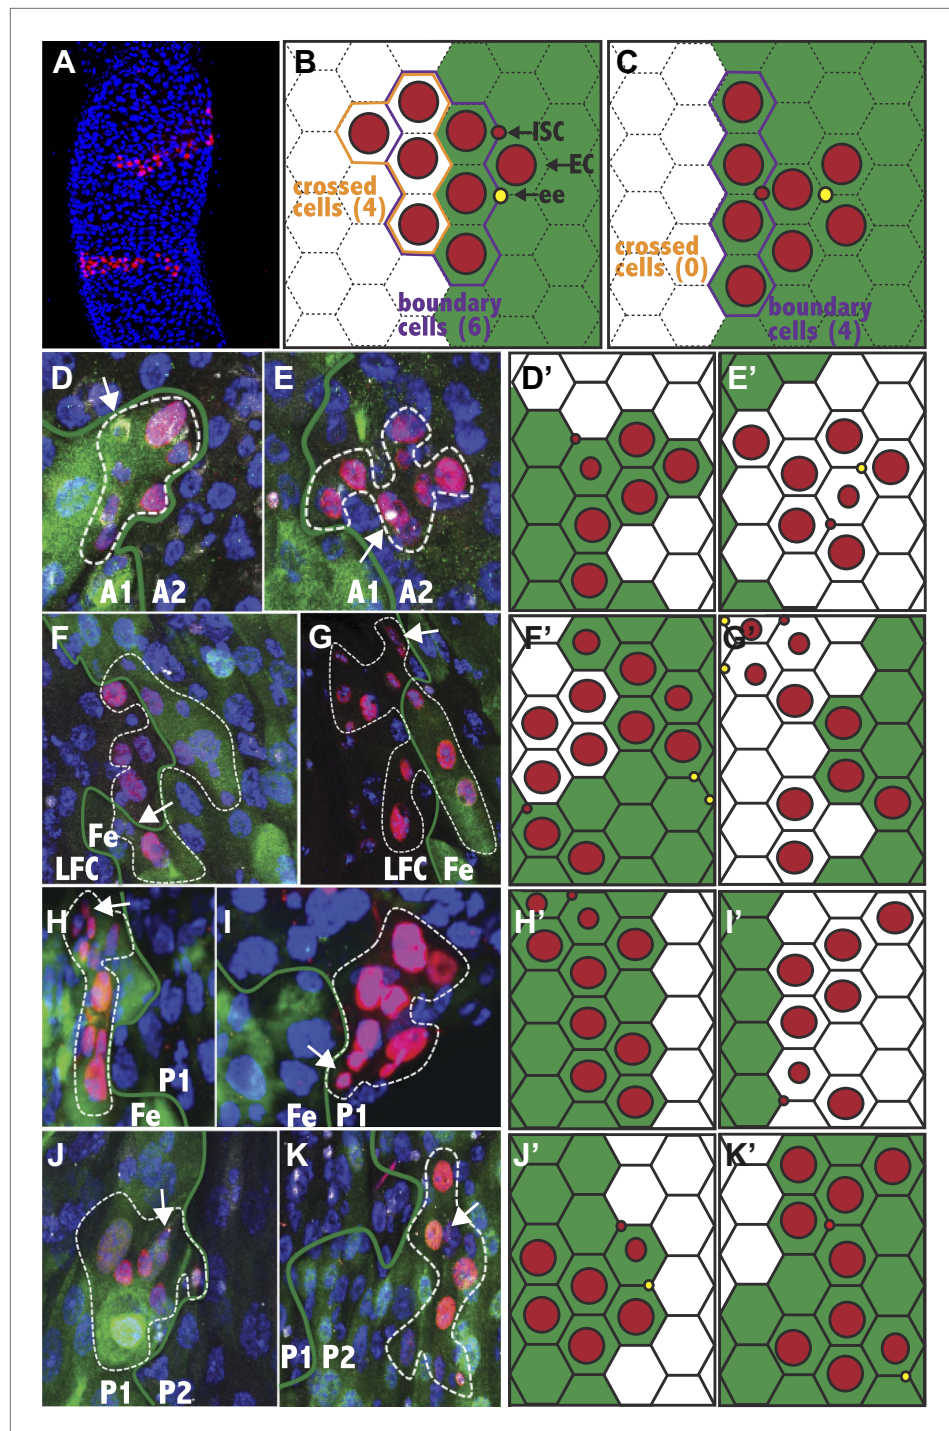 A
B
C
ISC
EC
ee
crossed
cells (4)
boundary
cells (6)
crossed
cells (0)
boundary
cells (4)
D
E
D’
E’
A1 A2
A1 A2
F
G
F’
G’
Fe
LFC
LFC Fe
H
I
H’
I’
P1
Fe
Fe P1
J
K
J’
K’
P1 P2
P1 P2